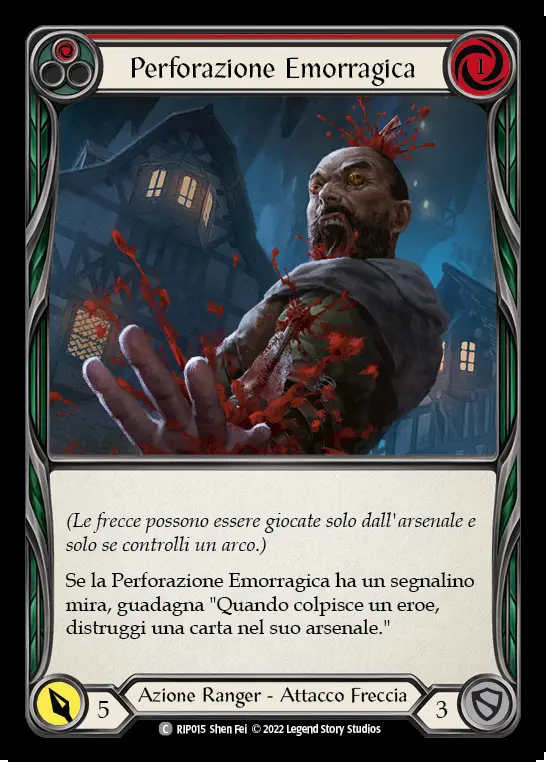 Perforazione Emorragica
1
(Le frecce possono essere giocate solo dall'arsenale e
solo se controlli un arco.)
Se la Perforazione Emorragica ha un segnalino
mira, guadagna "Quando colpisce un eroe,
distruggi una carta nel suo arsenale."
5
Azione Ranger - Attacco Freccia
3
C RIP015 Shen Fei © 2022 Legend Story Studios